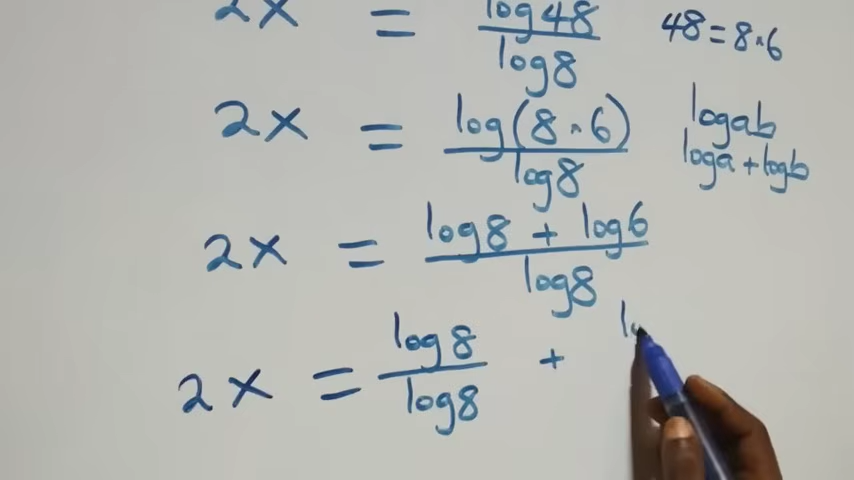 2x = log48/log8
48 = 8·6
2x = log(8·6)/log8
logab
loga + logb
2x = log8 + log6/log8
2x = log8/log8 + lo